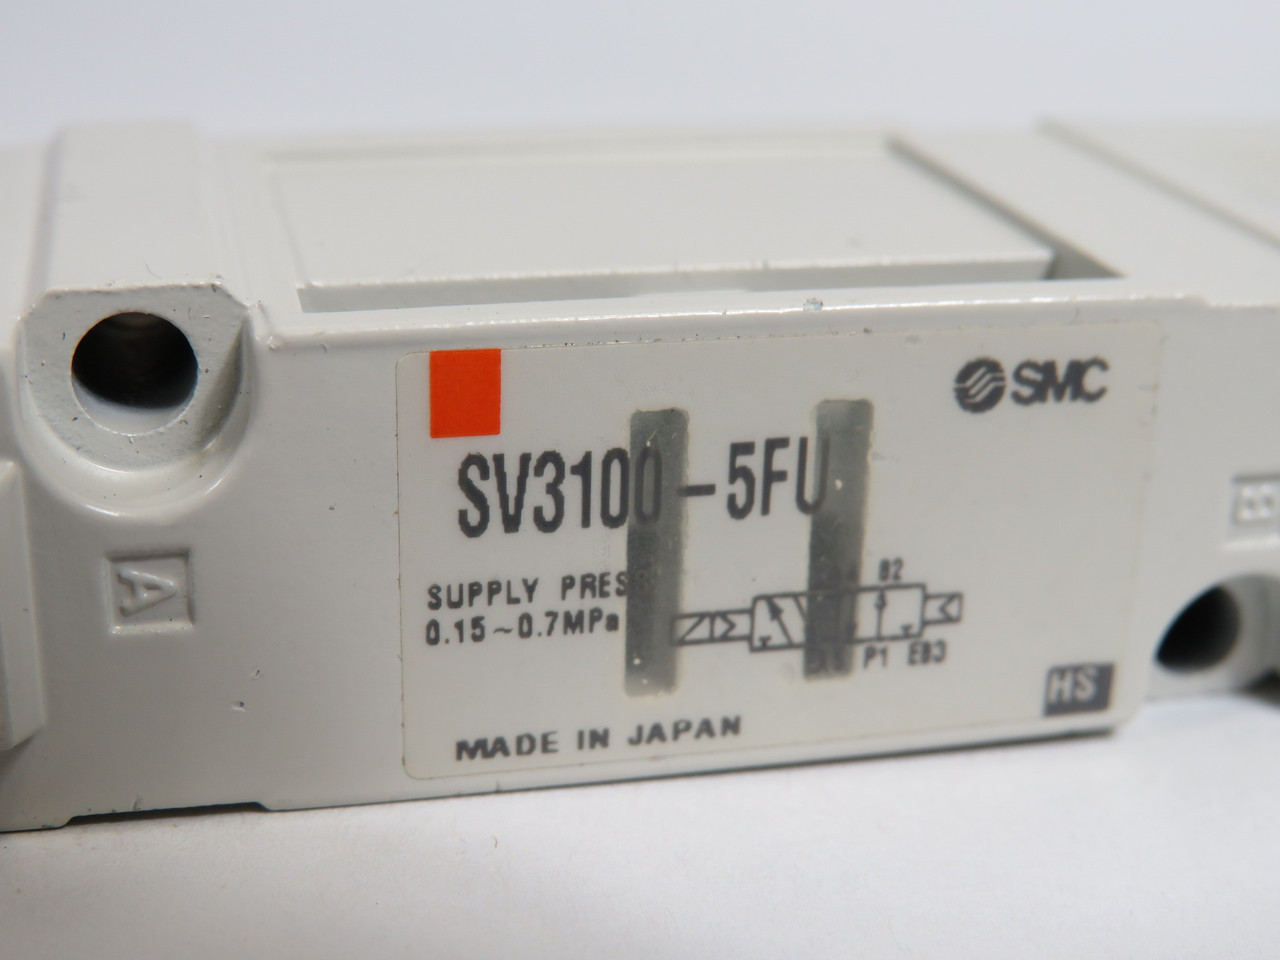 SMC
SV3100-5FU
SUPPLY PRES
0.15~0.7MPa
B2
P1 EB3
HS
MADE IN JAPAN
A
B